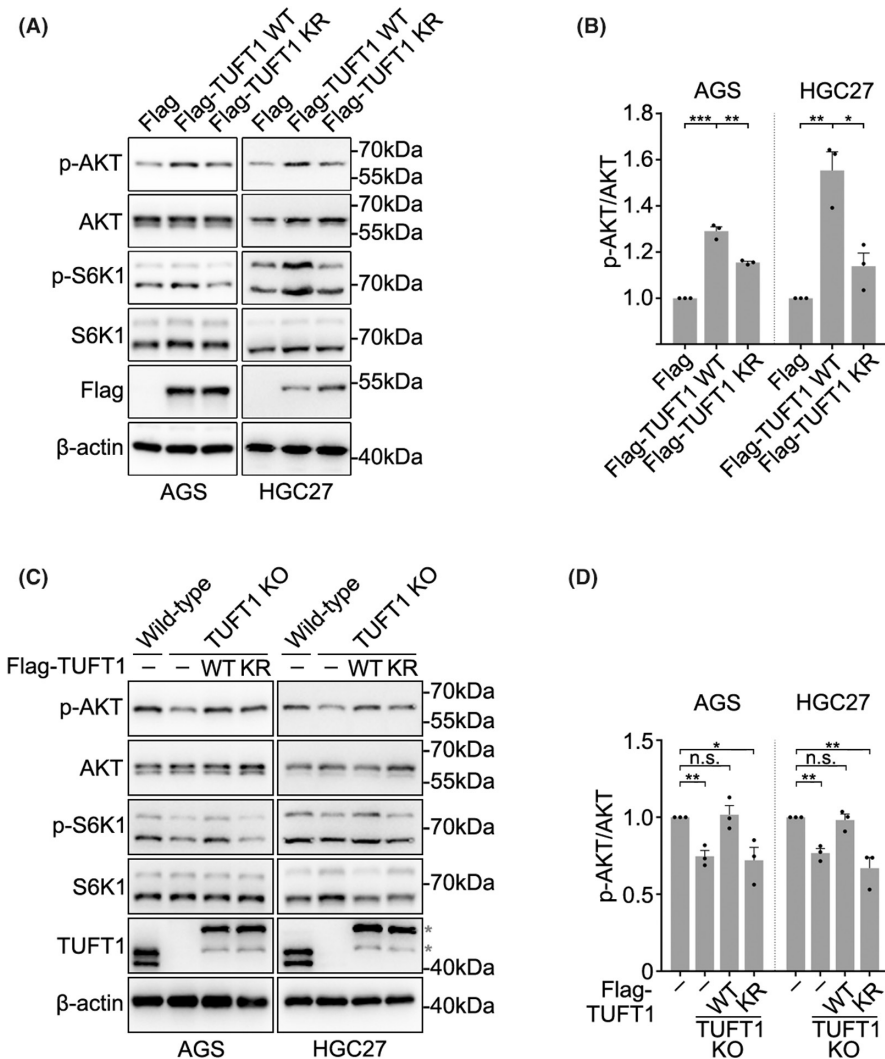 (A)
Flag
Flag-TUFT1 WT
Flag-TUFT1 KR
Flag
Flag-TUFT1 WT
Flag-TUFT1 KR
p-AKT
-70kDa
-55kDa
AKT
-70kDa
-55kDa
p-S6K1
-70kDa
S6K1
-70kDa
Flag
-55kDa
β-actin
-40kDa
AGS HGC27
(B)
AGS HGC27
*** ** ** *
p-AKT/AKT
1.8
1.6
1.4
1.2
1.0
Flag
Flag-TUFT1 WT
Flag-TUFT1 KR
Flag
Flag-TUFT1 WT
Flag-TUFT1 KR
(C)
Wild-type
TUFT1 KO
Wild-type
TUFT1 KO
Flag-TUFT1 – – WT KR – – WT KR
p-AKT
-70kDa
-55kDa
AKT
-70kDa
-55kDa
p-S6K1
-70kDa
S6K1
-70kDa
TUFT1
*
*
-40kDa
β-actin
-40kDa
AGS HGC27
(D)
AGS HGC27
* **
n.s. n.s.
** **
p-AKT/AKT
1.5
1.0
0.5
0
Flag-
TUFT1
– – WT KR – – WT KR
TUFT1 TUFT1
KO KO